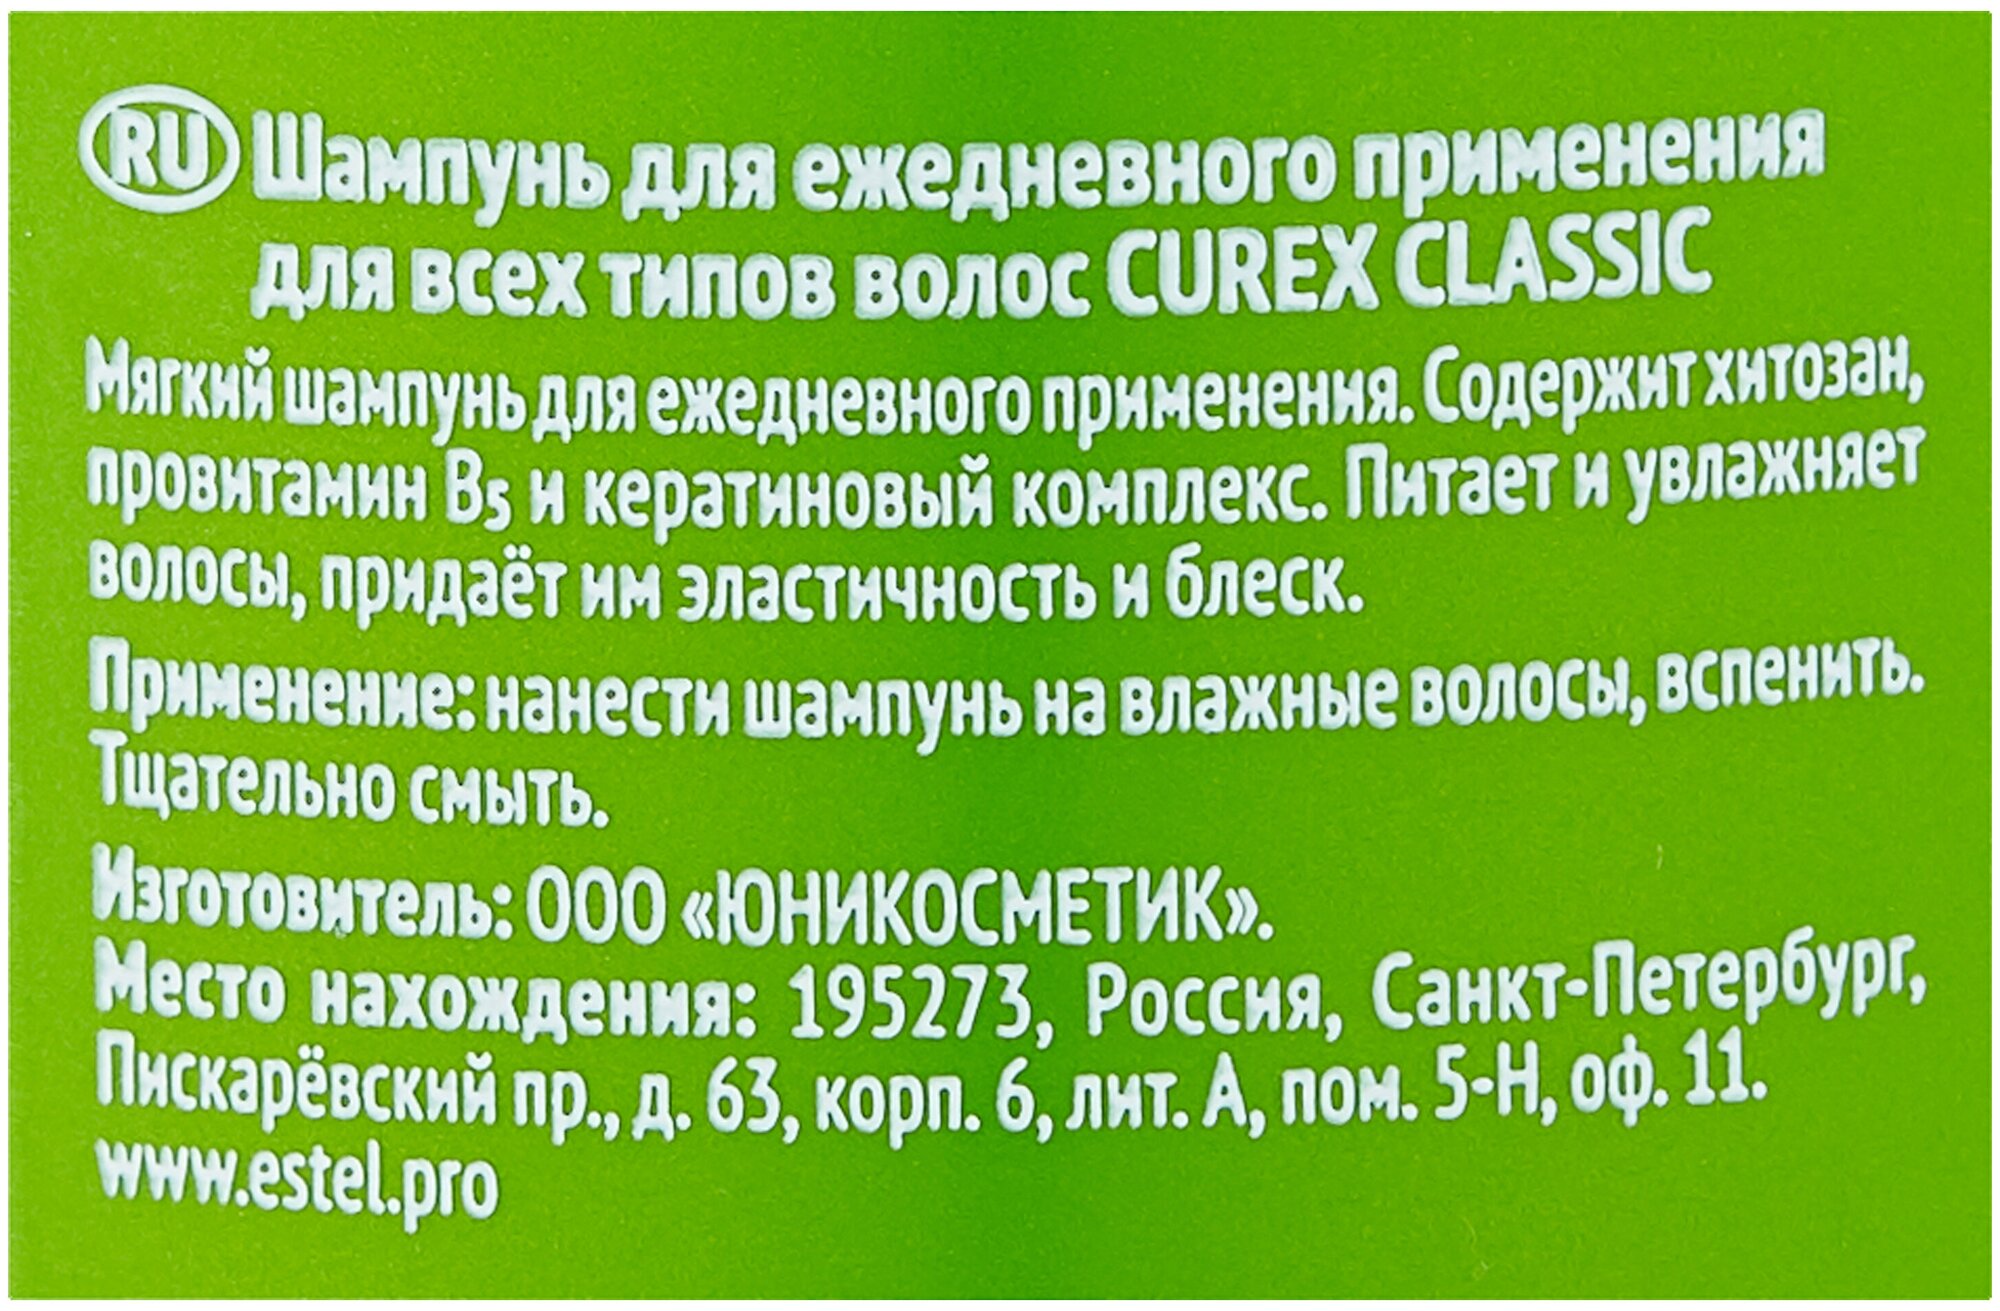 RU Шампунь для ежедневного применения
для всех типов волос CUREX CLASSIC
Мягкий шампунь для ежедневного применения. Содержит хитозан,
провитамин B5 и кератиновый комплекс. Питает и увлажняет
волосы, придаёт им эластичность и блеск.
Применение: нанести шампунь на влажные волосы, вспенить.
Тщательно смыть.
Изготовитель: ООО «ЮНИКОСМЕТИК».
Место нахождения: 195273, Россия, Санкт-Петербург,
Пискарёвский пр., д. 63, корп. 6, лит. А, пом. 5-Н, оф. 11.
www.estel.pro